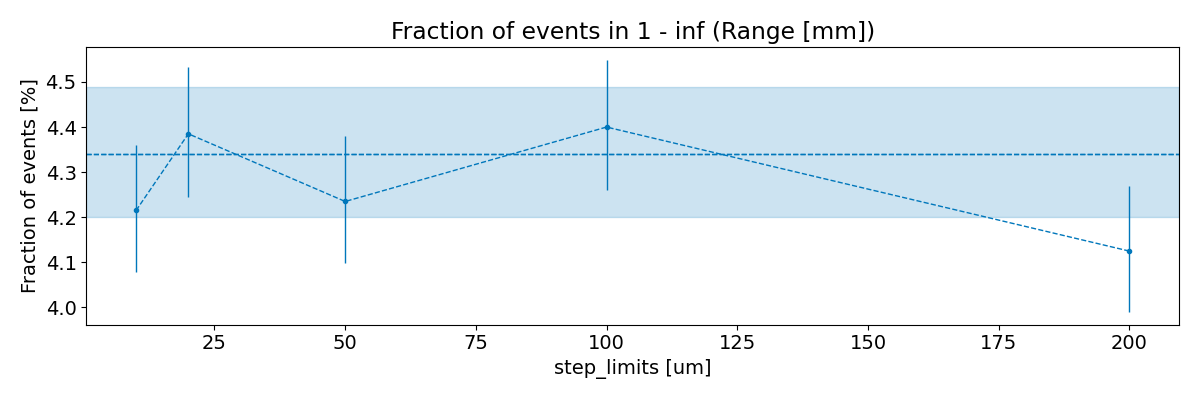 Fraction of events in 1 - inf (Range [mm])
Fraction of events [%]
4.5
4.4
4.3
4.2
4.1
4.0
25 50 75 100 125 150 175 200
step_limits [um]